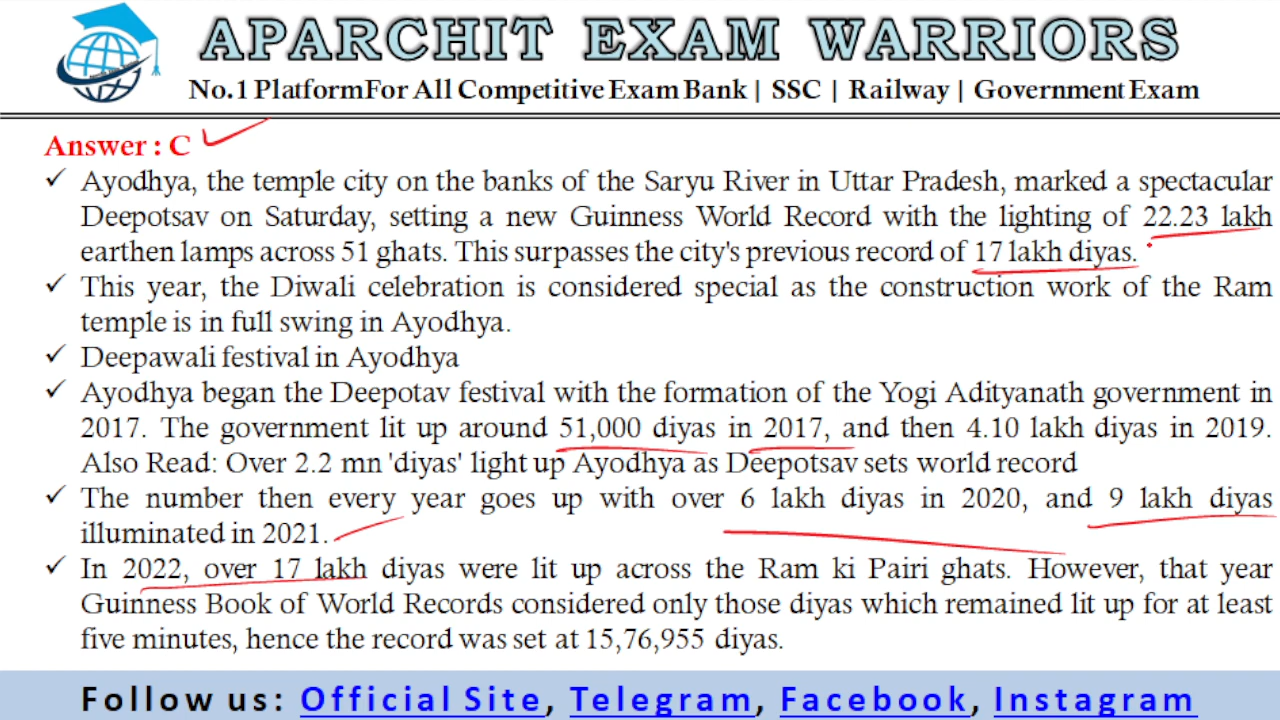 APARCHIT EXAM WARRIORS
No.1 PlatformFor All Competitive Exam Bank | SSC | Railway | Government Exam
Answer : C
✓ Ayodhya, the temple city on the banks of the Saryu River in Uttar Pradesh, marked a spectacular
Deepotsav on Saturday, setting a new Guinness World Record with the lighting of 22.23 lakh
earthen lamps across 51 ghats. This surpasses the city's previous record of 17 lakh diyas.
✓ This year, the Diwali celebration is considered special as the construction work of the Ram
temple is in full swing in Ayodhya.
✓ Deepawali festival in Ayodhya
✓ Ayodhya began the Deepotav festival with the formation of the Yogi Adityanath government in
2017. The government lit up around 51,000 diyas in 2017, and then 4.10 lakh diyas in 2019.
Also Read: Over 2.2 mn 'diyas' light up Ayodhya as Deepotsav sets world record
✓ The number then every year goes up with over 6 lakh diyas in 2020, and 9 lakh diyas
illuminated in 2021.
✓ In 2022, over 17 lakh diyas were lit up across the Ram ki Pairi ghats. However, that year
Guinness Book of World Records considered only those diyas which remained lit up for at least
five minutes, hence the record was set at 15,76,955 diyas.
Follow us: Official Site, Telegram, Facebook, Instagram